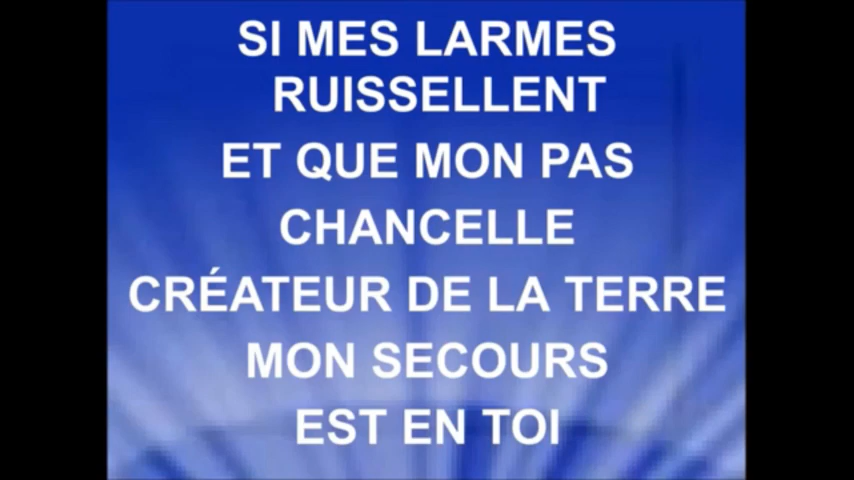 SI MES LARMES
RUISSELLENT
ET QUE MON PAS
CHANCELLE
CRÉATEUR DE LA TERRE
MON SECOURS
EST EN TOI